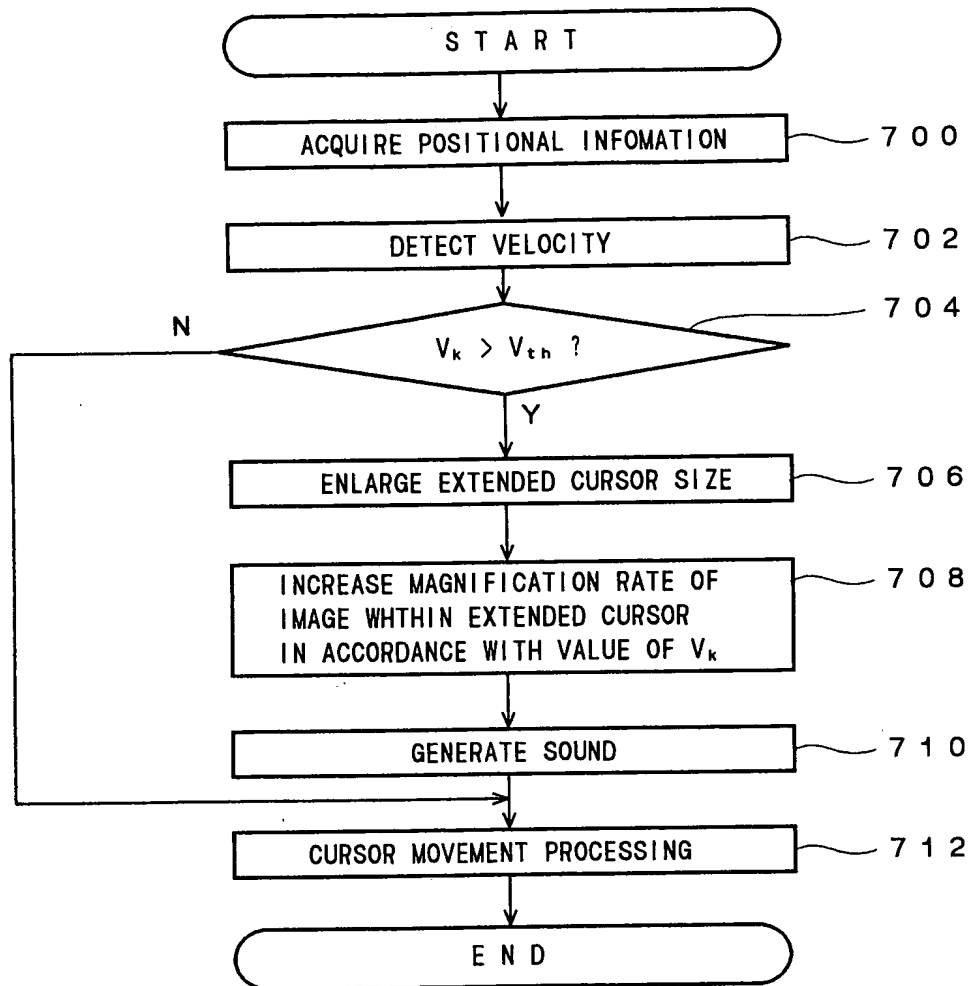 START
ACQUIRE POSITIONAL INFOMATION
700
DETECT VELOCITY
702
704
N
Vk > Vth ?
Y
ENLARGE EXTENDED CURSOR SIZE
706
INCREASE MAGNIFICATION RATE OF
IMAGE WHTHIN EXTENDED CURSOR
IN ACCORDANCE WITH VALUE OF Vk
708
GENERATE SOUND
710
CURSOR MOVEMENT PROCESSING
712
END